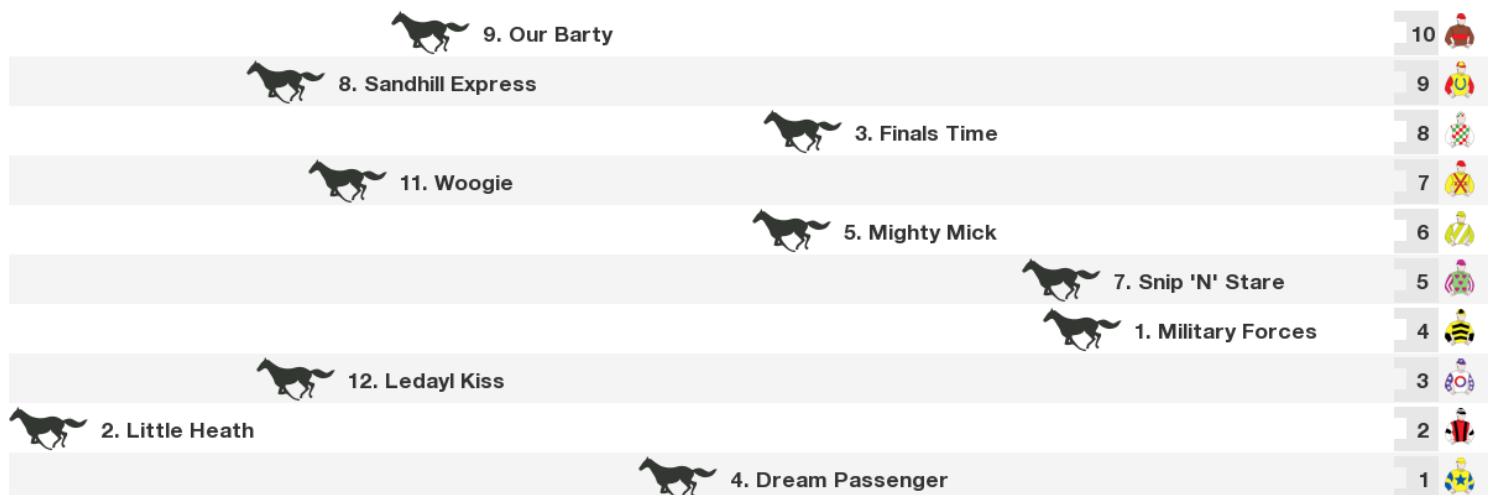 9. Our Barty 10
8. Sandhill Express 9
3. Finals Time 8
11. Woogie 7
5. Mighty Mick 6
7. Snip 'N' Stare 5
1. Military Forces 4
12. Ledayl Kiss 3
2. Little Heath 2
4. Dream Passenger 1